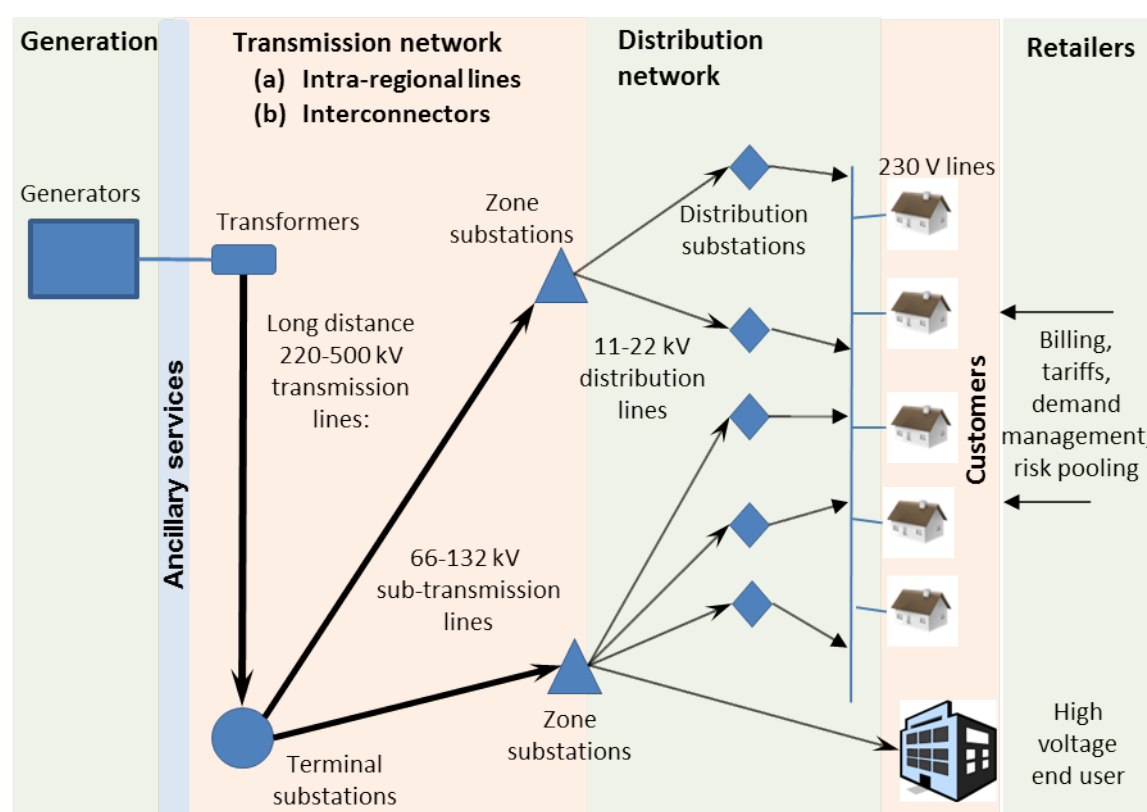 Generation
Transmission network
(a) Intra-regional lines
(b) Interconnectors
Distribution
network
Retailers
Generators
Transformers
Zone
substations
230 V lines
Distribution
substations
Long distance
220-500 kV
transmission
lines:
11-22 kV
distribution
lines
Ancillary services
Customers
Billing,
tariffs,
demand
management,
risk pooling
66-132 kV
sub-transmission
lines
Zone
substations
Terminal
substations
High
voltage
end user